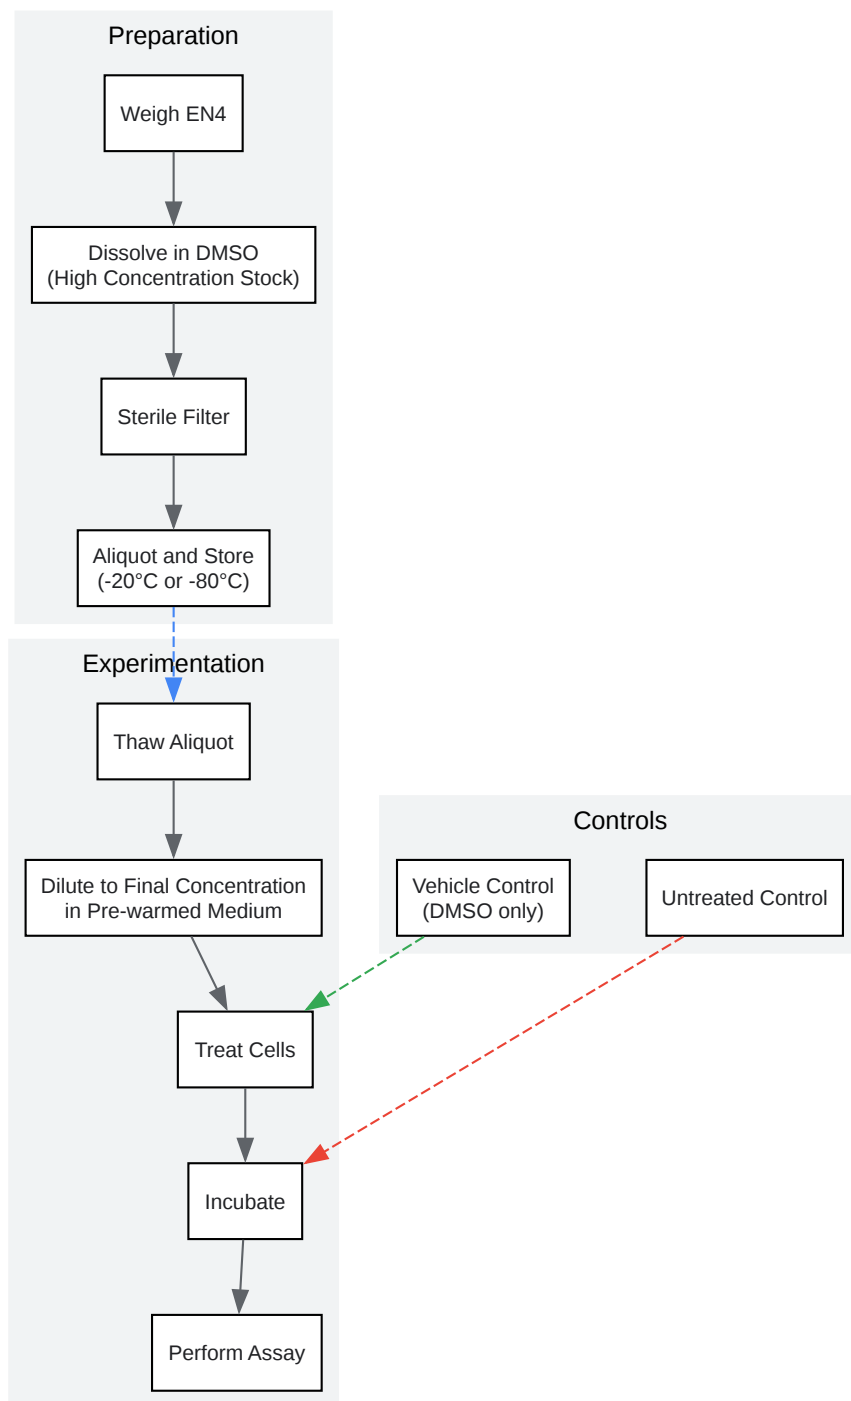 Preparation
Weigh EN4
Dissolve in DMSO
(High Concentration Stock)
Sterile Filter
Aliquot and Store
(-20°C or -80°C)
Experimentation
Thaw Aliquot
Dilute to Final Concentration
in Pre-warmed Medium
Controls
Vehicle Control
(DMSO only)
Untreated Control
Treat Cells
Incubate
Perform Assay